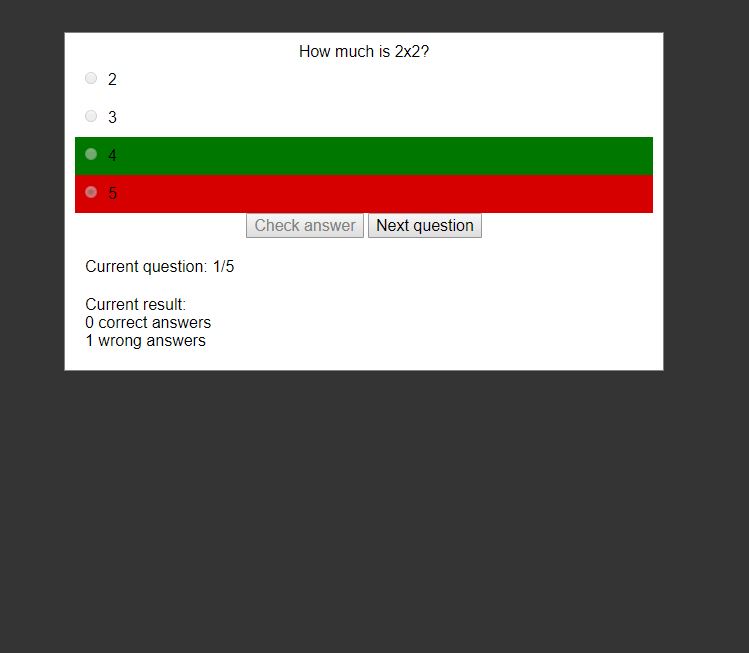 How much is 2x2?
2
3
4
5
Check answer Next question
Current question: 1/5
Current result:
0 correct answers
1 wrong answers